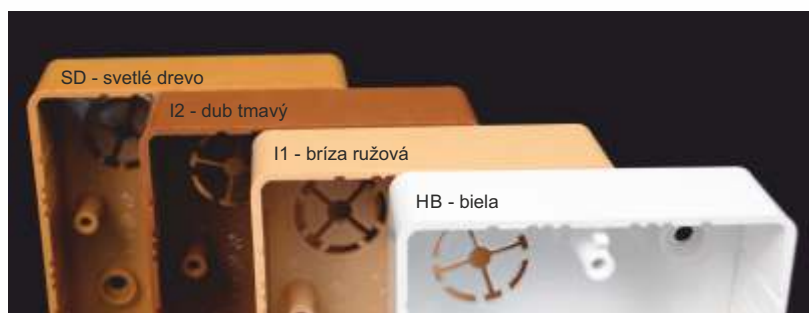 SD - svetlé drevo
I2 - dub tmavý
I1 - bríza ružová
HB - biela